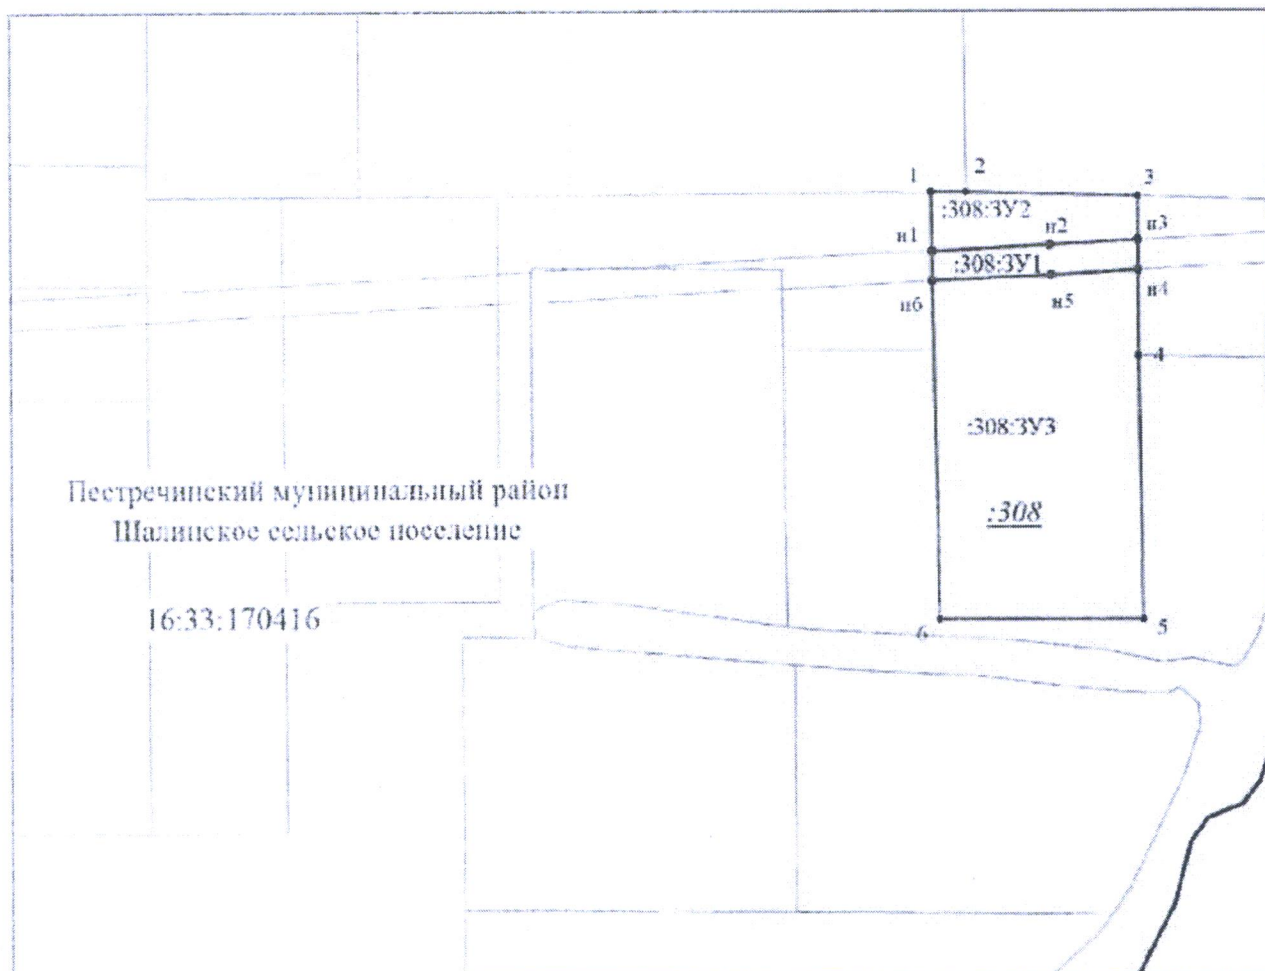 1
2
3
:308:ЗУ2
н1
н2
н3
:308:ЗУ1
н6
н5
н4
4
:308:ЗУ3
Пестречинский муниципальный район
:308
Шалинское сельское поселение
16:33:170416
6
5